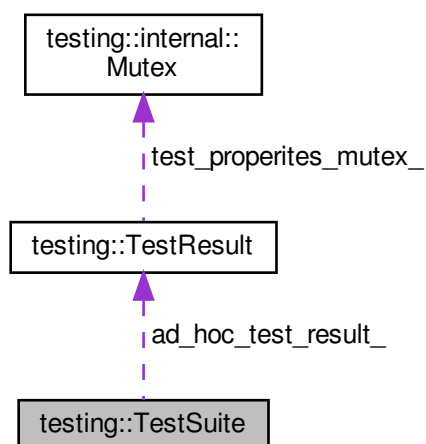 testing::internal::
Mutex
test_properites_mutex_
testing::TestResult
ad_hoc_test_result_
testing::TestSuite